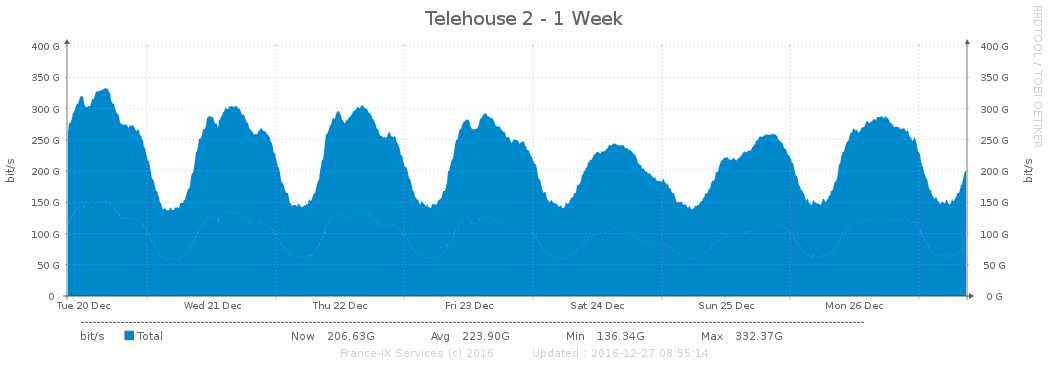 Telehouse 2 - 1 Week
RRDTOOL / TOBI OETIKER
400 G 400 G
350 G 350 G
300 G 300 G
250 G 250 G
200 G 200 G
150 G 150 G
100 G 100 G
50 G 50 G
0 0 G
bit/s
bit/s
Tue 20 Dec Wed 21 Dec Thu 22 Dec Fri 23 Dec Sat 24 Dec Sun 25 Dec Mon 26 Dec
bit/s Total Now 206.63G Avg 223.90G Min 136.34G Max 332.37G
France-IX Services (c) 2016 Updated : 2016-12-27 08:55:14